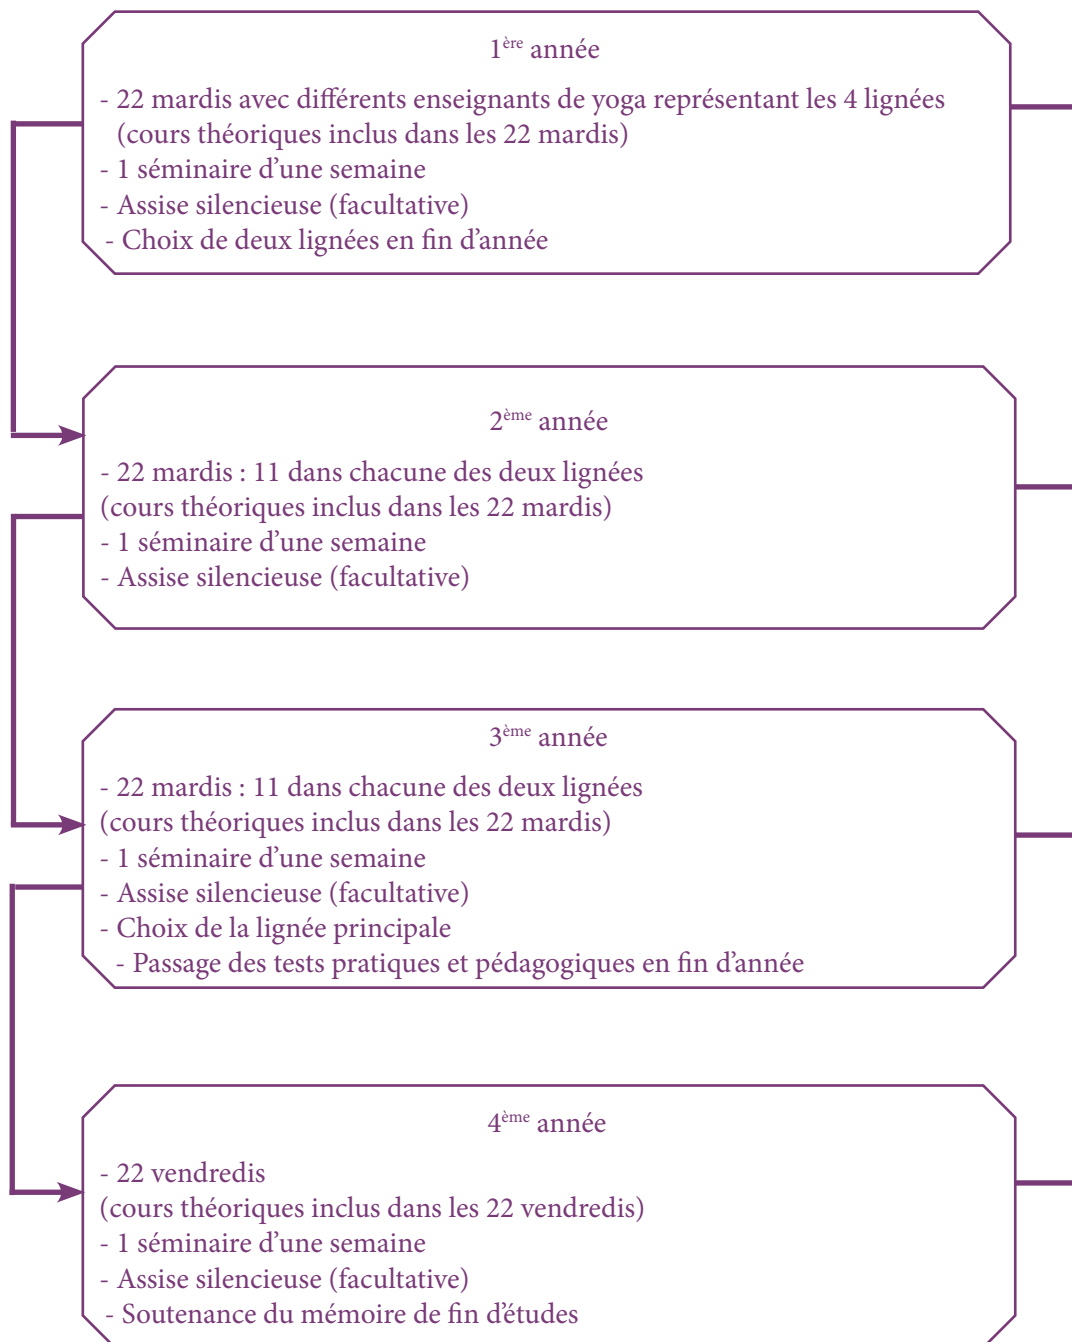 1ère année
- 22 mardis avec différents enseignants de yoga représentant les 4 lignées
(cours théoriques inclus dans les 22 mardis)
- 1 séminaire d’une semaine
- Assise silencieuse (facultative)
- Choix de deux lignées en fin d’année
2ème année
- 22 mardis : 11 dans chacune des deux lignées
(cours théoriques inclus dans les 22 mardis)
- 1 séminaire d’une semaine
- Assise silencieuse (facultative)
3ème année
- 22 mardis : 11 dans chacune des deux lignées
(cours théoriques inclus dans les 22 mardis)
- 1 séminaire d’une semaine
- Assise silencieuse (facultative)
- Choix de la lignée principale
- Passage des tests pratiques et pédagogiques en fin d’année
4ème année
- 22 vendredis
(cours théoriques inclus dans les 22 vendredis)
- 1 séminaire d’une semaine
- Assise silencieuse (facultative)
- Soutenance du mémoire de fin d’études